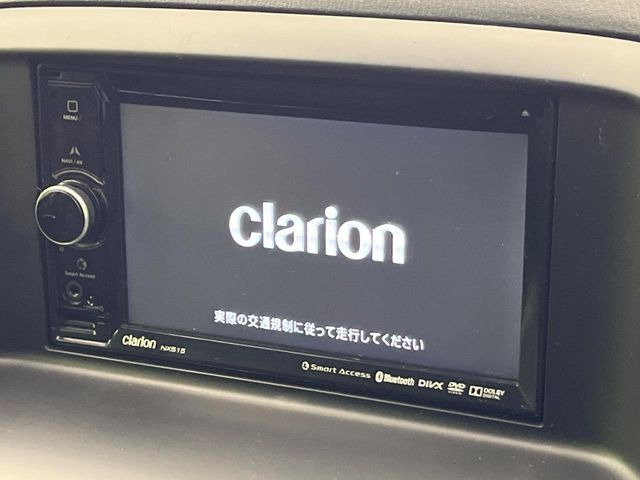 MENU
NAVI / AV
Smart Access
clarion
実際の交通規制に従って走行してください
clarion NX515
Smart Access Bluetooth DIVX DVD VIDEO DOLBY DIGITAL